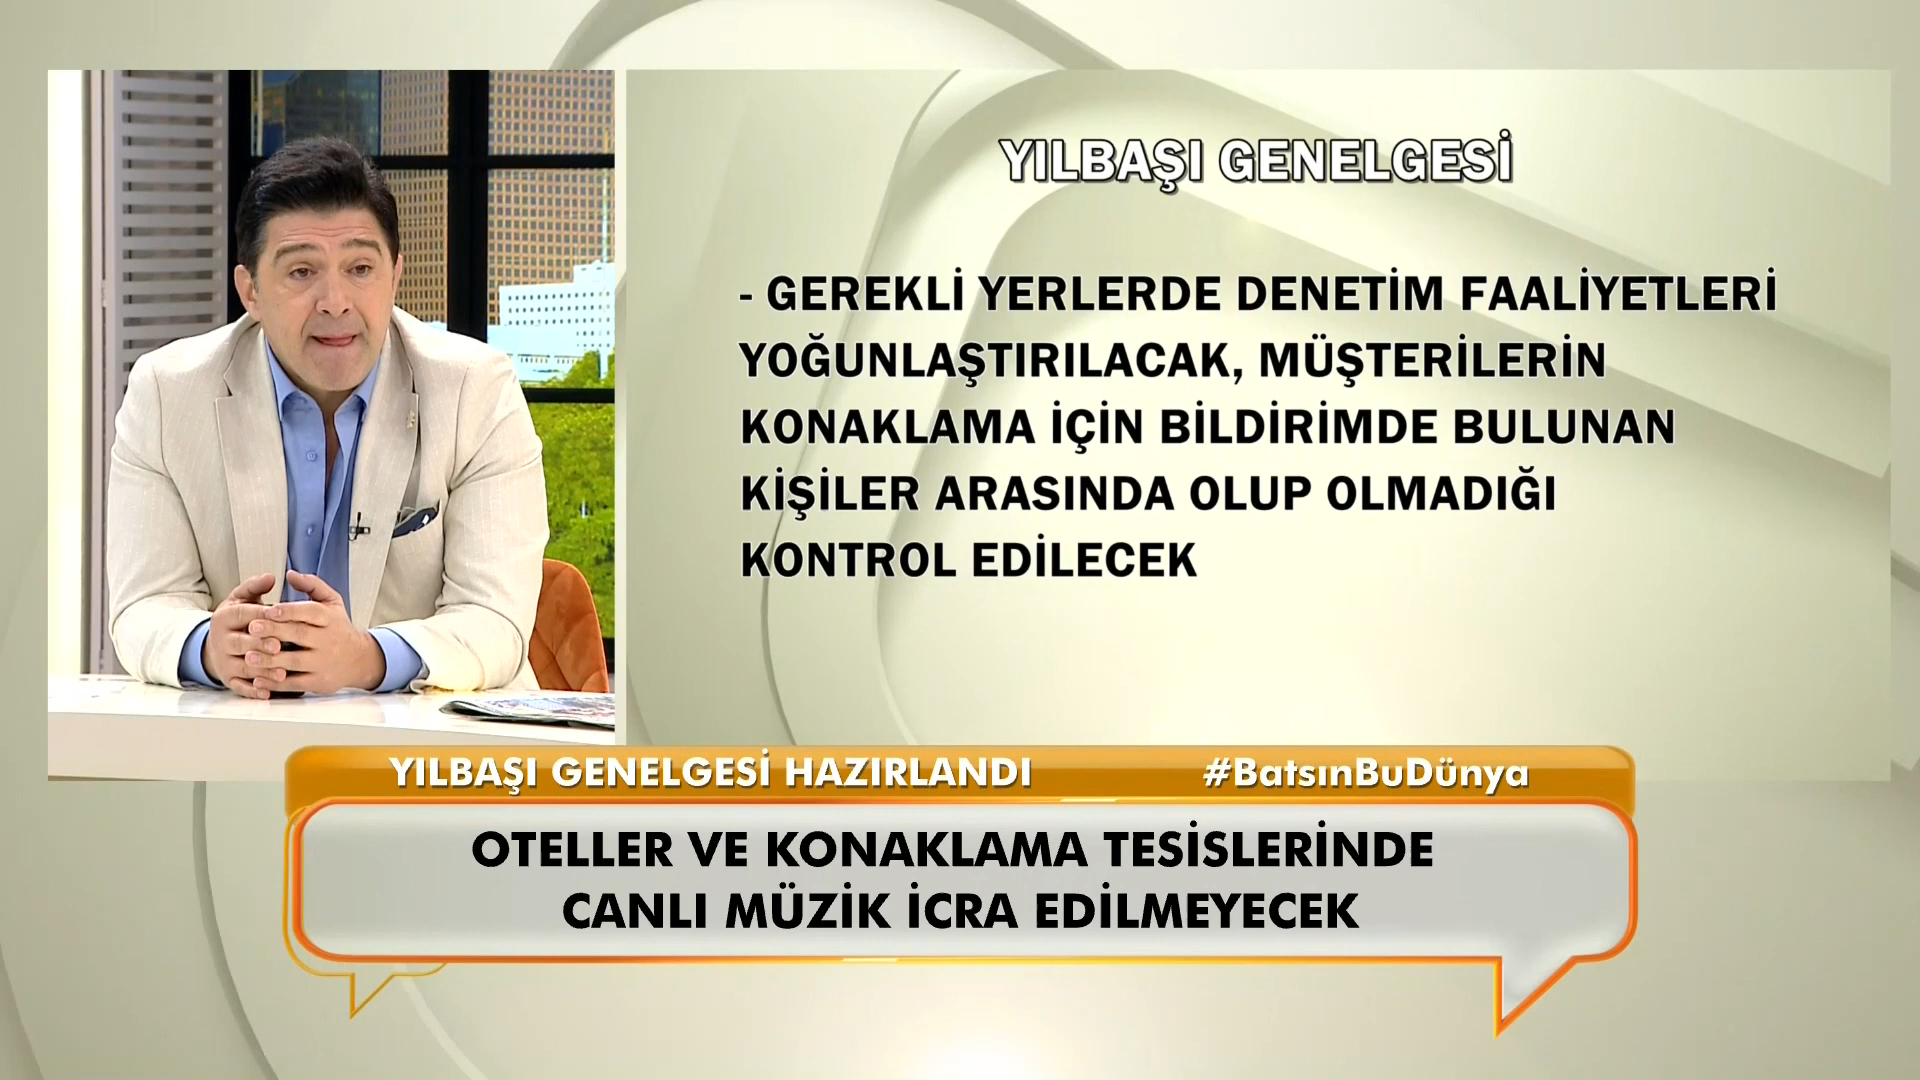 YILBAŞI GENELGESİ
- GEREKLİ YERLERDE DENETİM FAALİYETLERİ
YOĞUNLAŞTIRILACAK, MÜŞTERİLERİN
KONAKLAMA İÇİN BİLDİRİMDE BULUNAN
KİŞİLER ARASINDA OLUP OLMADIĞI
KONTROL EDİLECEK
YILBAŞI GENELGESİ HAZIRLANDI #BatsınBuDünya
OTELLER VE KONAKLAMA TESİSLERİNDE
CANLI MÜZİK İCRA EDİLMEYECEK